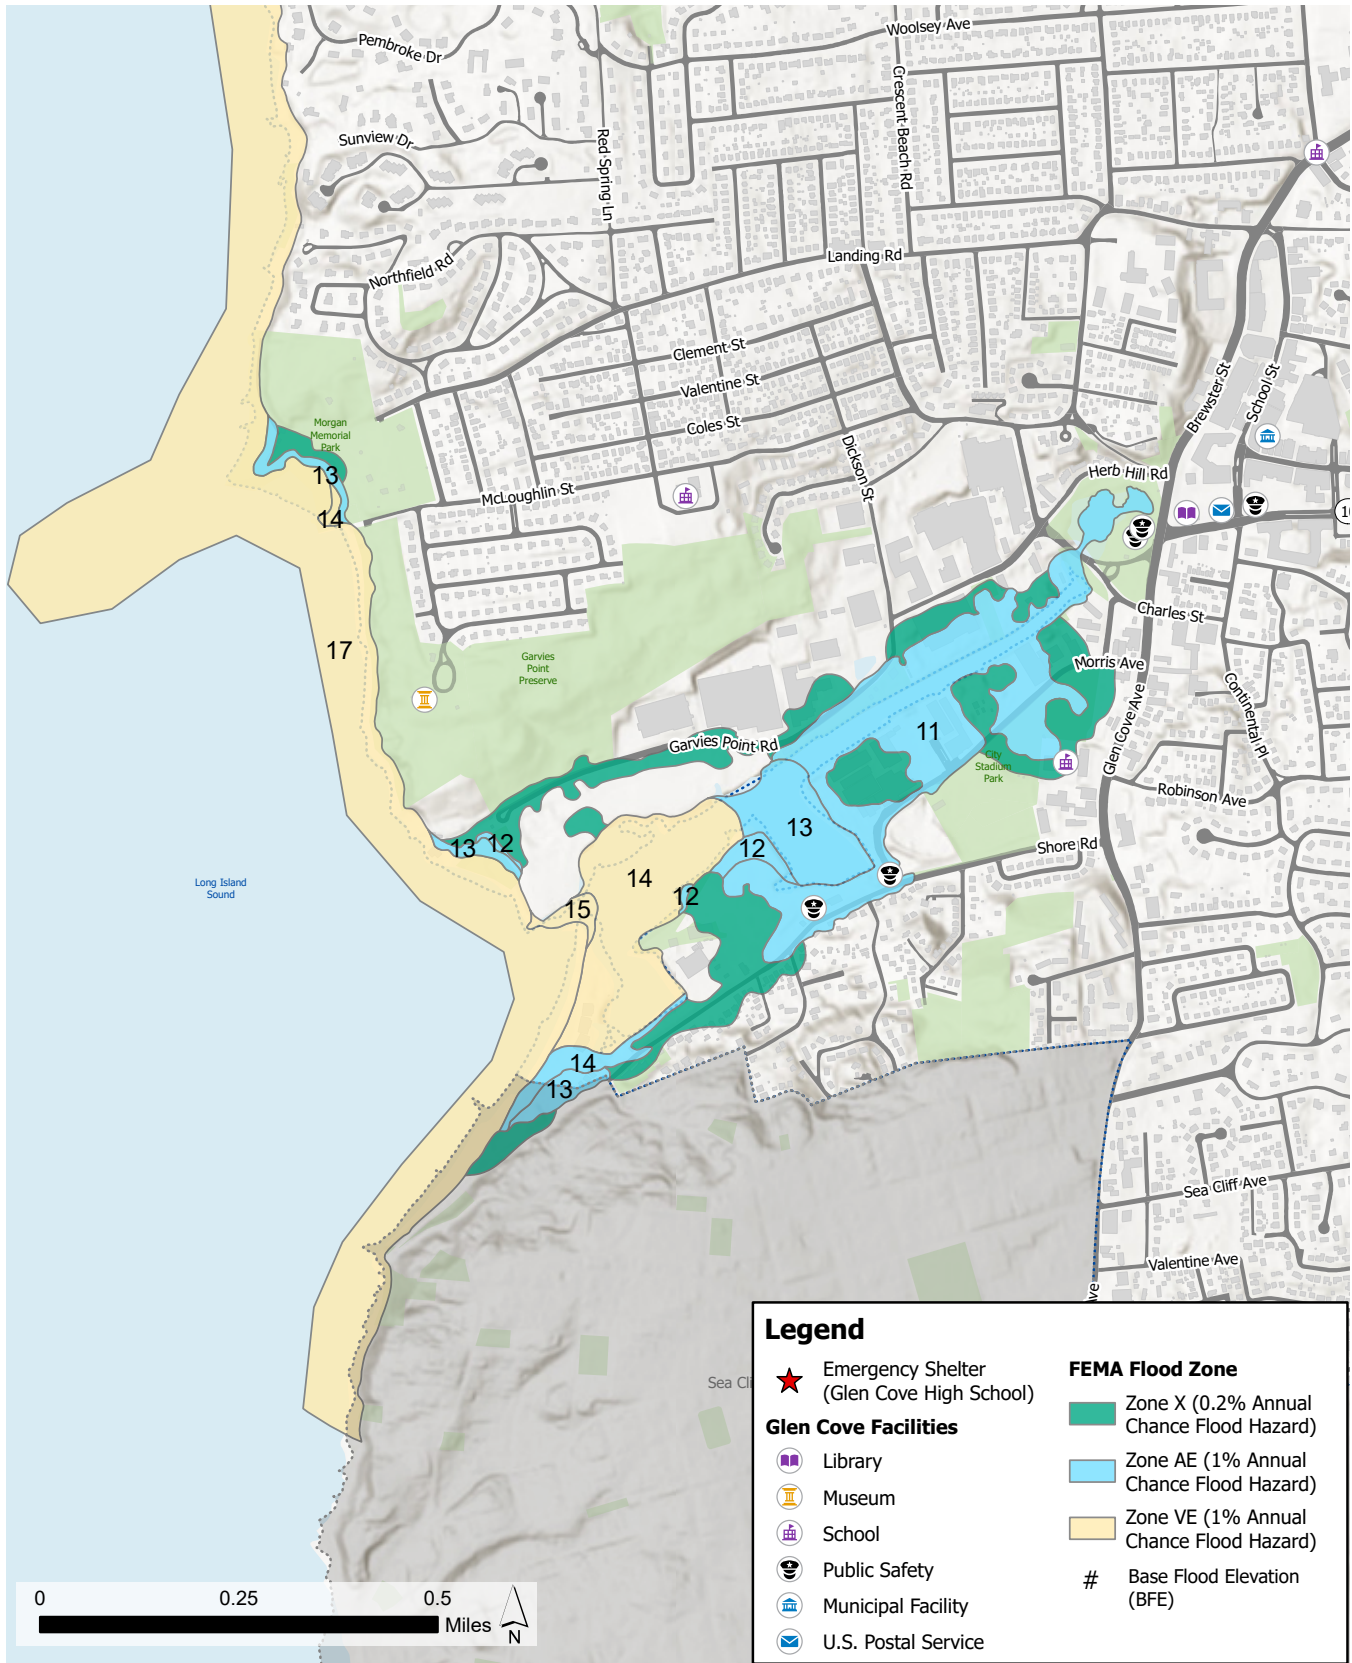 Woolsey Ave
Pembroke Dr
Crescent Beach Rd
Sunview Dr
Red Spring Ln
Landing Rd
Northfield Rd
Clement St
Valentine St
Brewster St
School St
Coles St
Morgan
Memorial
Park
Dickson St
13
Herb Hill Rd
McLoughlin St
14
10
Charles St
17
Garvies
Point
Preserve
Morris Ave
Continental Pl
11
Garvies Point Rd
Glen Cove Ave
City
Stadium
Park
Robinson Ave
13
12
13
12
Shore Rd
Long Island
Sound
14
12
15
14
13
Sea Cliff Ave
Valentine Ave
ve
Sea Cli
Legend
Emergency Shelter
(Glen Cove High School)
Glen Cove Facilities
Library
Museum
School
Public Safety
Municipal Facility
U.S. Postal Service
FEMA Flood Zone
Zone X (0.2% Annual
Chance Flood Hazard)
Zone AE (1% Annual
Chance Flood Hazard)
Zone VE (1% Annual
Chance Flood Hazard)
# Base Flood Elevation
(BFE)
0 0.25 0.5
Miles
N